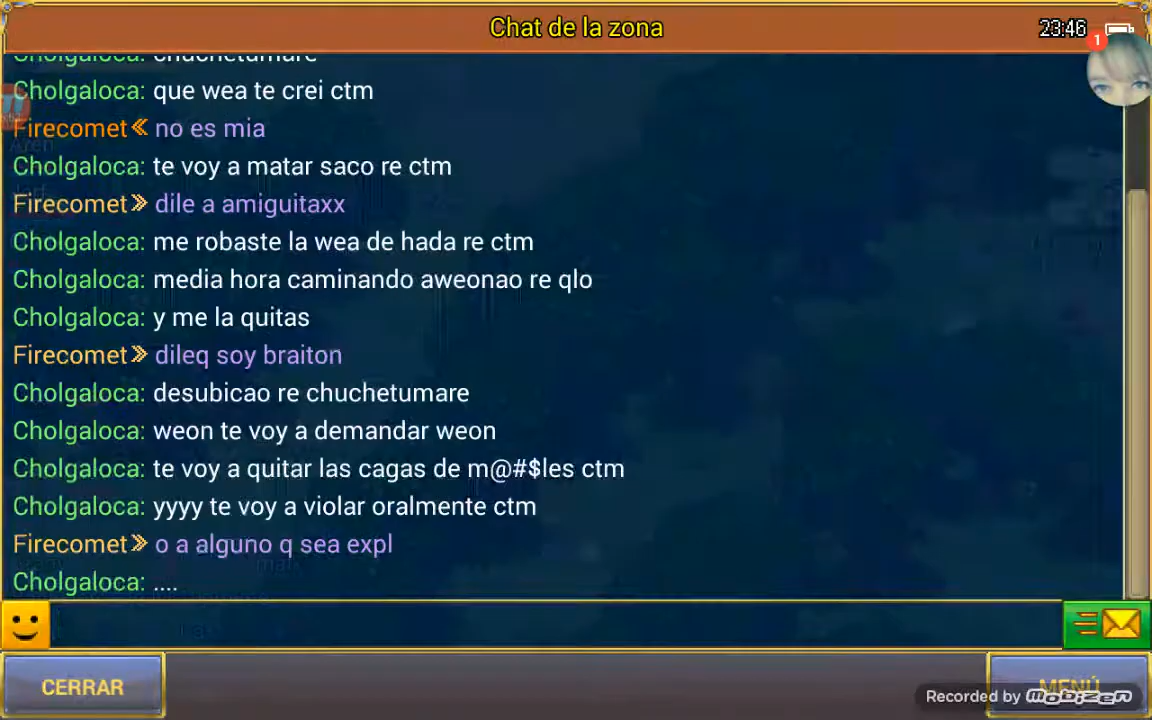 Chat de la zona
23:46
1
Cholgaloca: chuchetumare
Cholgaloca: que wea te crei ctm
Firecomet« no es mia
Cholgaloca: te voy a matar saco re ctm
Firecomet» dile a amiguitaxx
Cholgaloca: me robaste la wea de hada re ctm
Cholgaloca: media hora caminando aweonao re qlo
Cholgaloca: y me la quitas
Firecomet» dileq soy braiton
Cholgaloca: desubicao re chuchetumare
Cholgaloca: weon te voy a demandar weon
Cholgaloca: te voy a quitar las cagas de m@#$les ctm
Cholgaloca: yyyy te voy a violar oralmente ctm
Firecomet» o a alguno q sea expl
Cholgaloca: ....
CERRAR
MENÚ
Recorded by mobizen